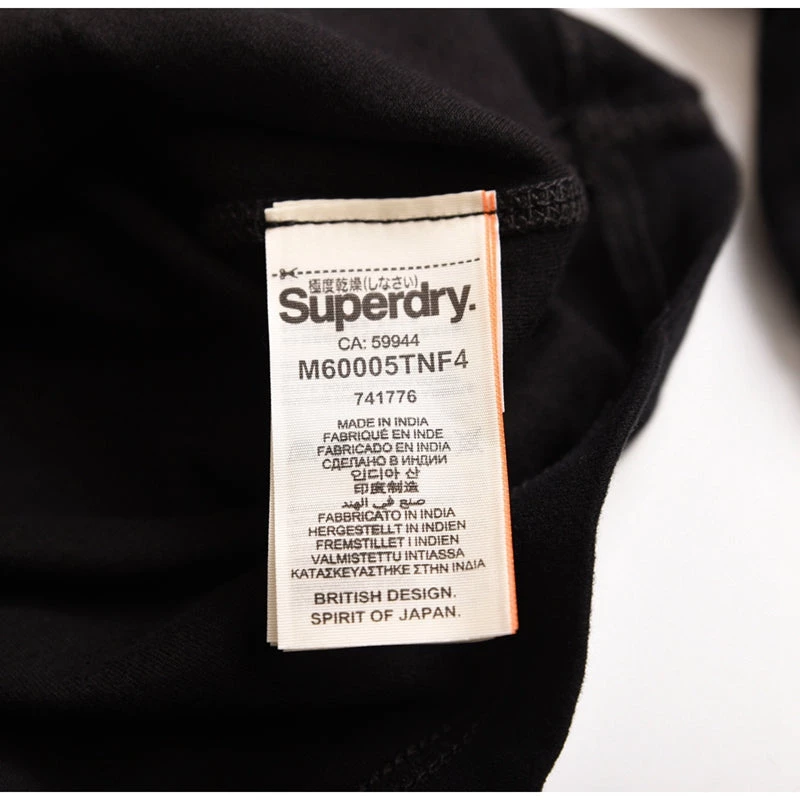 極度乾燥(しなさい)
Superdry.
CA: 59944
M60005TNF4
741776
MADE IN INDIA
FABRIQUÉ EN INDE
FABRICADO EN INDIA
СДЕЛАНО В ИНДИИ
인디아 산
印度制造
صنع في الهند
FABBRICATO IN INDIA
HERGESTELLT IN INDIEN
FREMSTILLET I INDIEN
VALMISTETTU INTIASSA
ΚΑΤΑΣΚΕΥΑΣΤΗΚΕ ΣΤΗΝ ΙΝΔΙΑ
BRITISH DESIGN.
SPIRIT OF JAPAN.